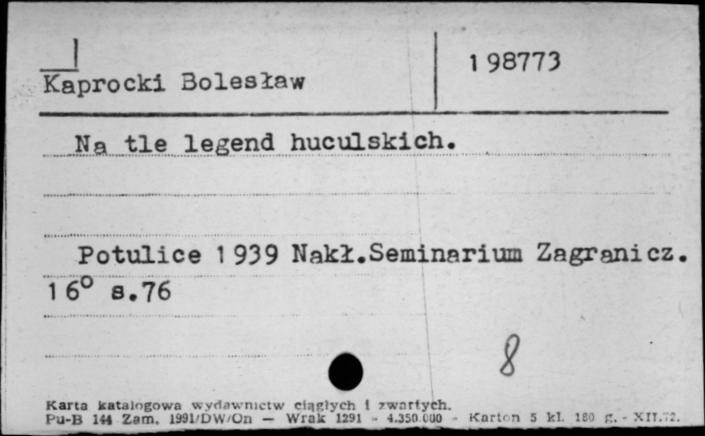 Kaprocki Bolesław
198773
Na tle legend huculskich.
Potulice 1939 Nakł.Seminarium Zagranicz.
16° s.76
8
Karta katalogowa wydawnictw ciągłych i zwartych.
Pu-B 144 Zam. 1991/DW/On — Wrak 1291 - 4.350.000 - Karton 5 kl. 180 g. - XII.72.